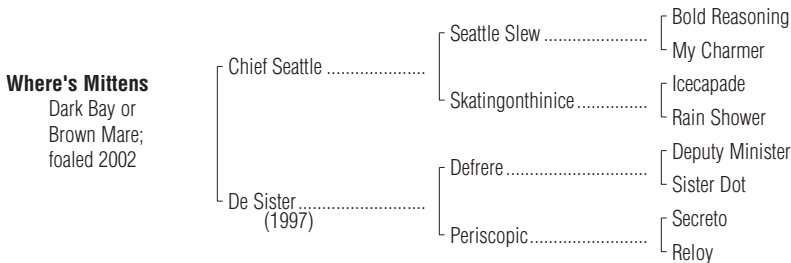 Where's Mittens
Dark Bay or
Brown Mare;
foaled 2002
Chief Seattle ........................
Seattle Slew .........................
Bold Reasoning
My Charmer
Skatingonthinice ................
Icecapade
Rain Shower
De Sister ..............................
(1997)
Defrere .................................
Deputy Minister
Sister Dot
Periscopic ...........................
Secreto
Reloy